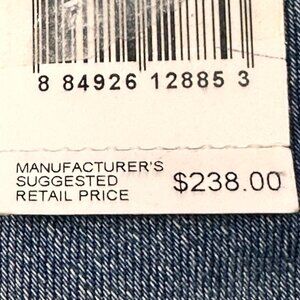 8 84926 12885 3
MANUFACTURER'S
SUGGESTED
RETAIL PRICE
$238.00